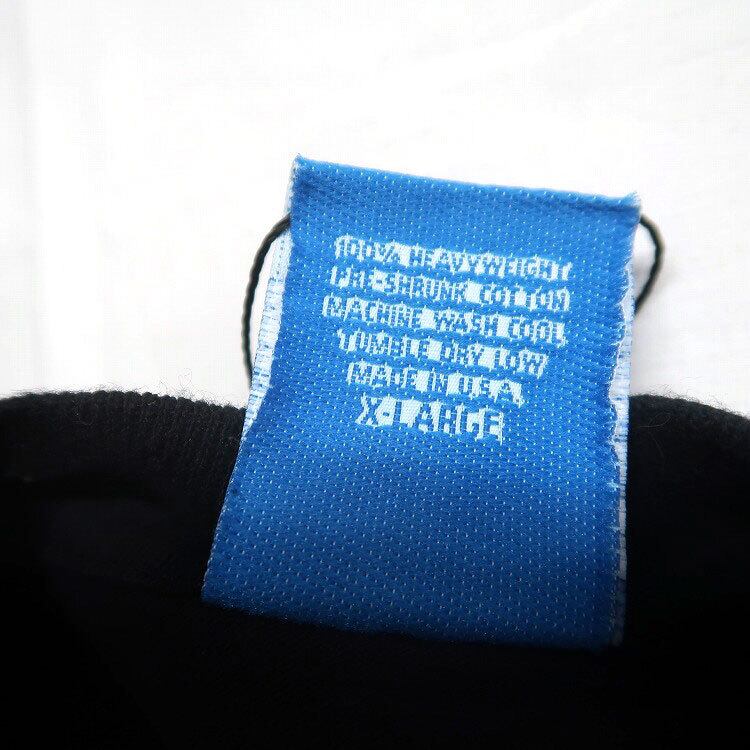 100% HEAVYWEIGHT
PRE-SHRUNK COTTON
MACHINE WASH COOL
TUMBLE DRY LOW
MADE IN U.S.A.
X-LARGE